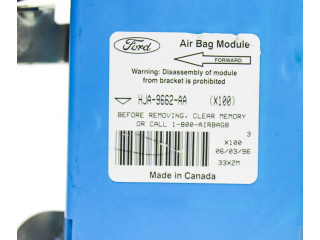 Ford
Air Bag Module
FORWARD
Warning: Disassembly of module
from bracket is prohibited
HJA-9662-AA (X100)
BEFORE REMOVING, CLEAR MEMORY
OR CALL 1-800-AIRBAG8
3
X100
06/03/96
33XZM
Made in Canada